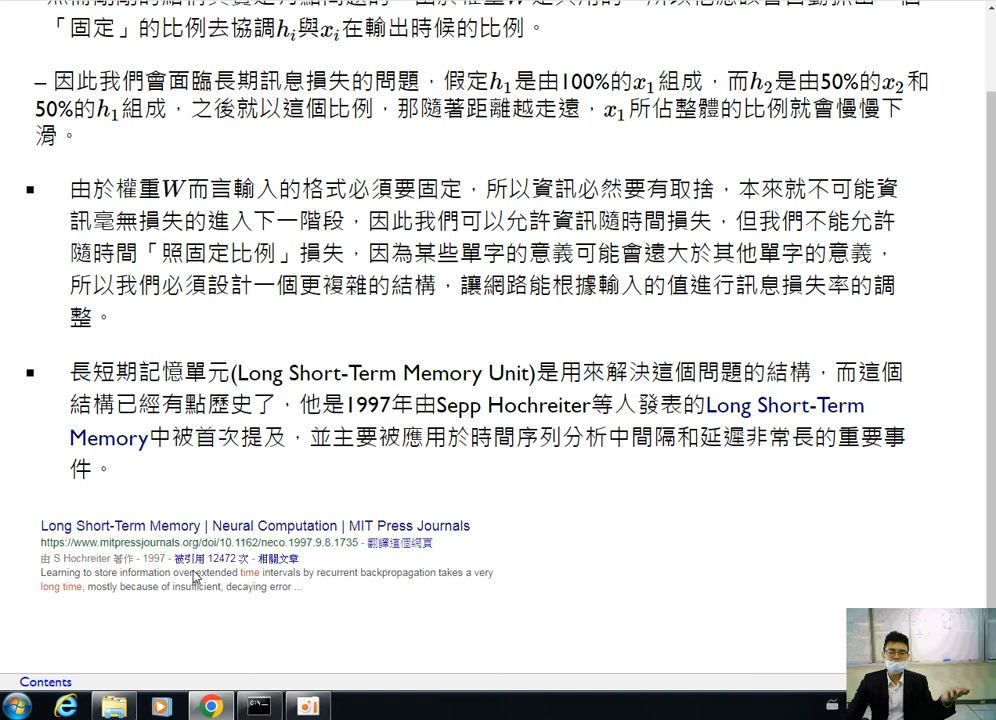 「固定」的比例去協調hᵢ與xᵢ在輸出時候的比例。
– 因此我們會面臨長期訊息損失的問題，假定h₁是由100%的x₁組成，而h₂是由50%的x₂和
50%的h₁組成，之後就以這個比例，那隨著距離越走遠，x₁所佔整體的比例就會慢慢下
滑。
▪ 由於權重W而言輸入的格式必須要固定，所以資訊必然要有取捨，本來就不可能資
訊毫無損失的進入下一階段，因此我們可以允許資訊隨時間損失，但我們不能允許
隨時間「照固定比例」損失，因為某些單字的意義可能會遠大於其他單字的意義，
所以我們必須設計一個更複雜的結構，讓網路能根據輸入的值進行訊息損失率的調
整。
▪ 長短期記憶單元(Long Short-Term Memory Unit)是用來解決這個問題的結構，而這個
結構已經有點歷史了，他是1997年由Sepp Hochreiter等人發表的Long Short-Term
Memory中被首次提及，並主要被應用於時間序列分析中間隔和延遲非常長的重要事
件。
Long Short-Term Memory | Neural Computation | MIT Press Journals
https://www.mitpressjournals.org/doi/10.1162/neco.1997.9.8.1735 - 翻譯這個網頁
由 S Hochreiter 著作 - 1997 - 被引用 12472 次 - 相關文章
Learning to store information over extended time intervals by recurrent backpropagation takes a very
long time, mostly because of insufficient, decaying error ...
Contents